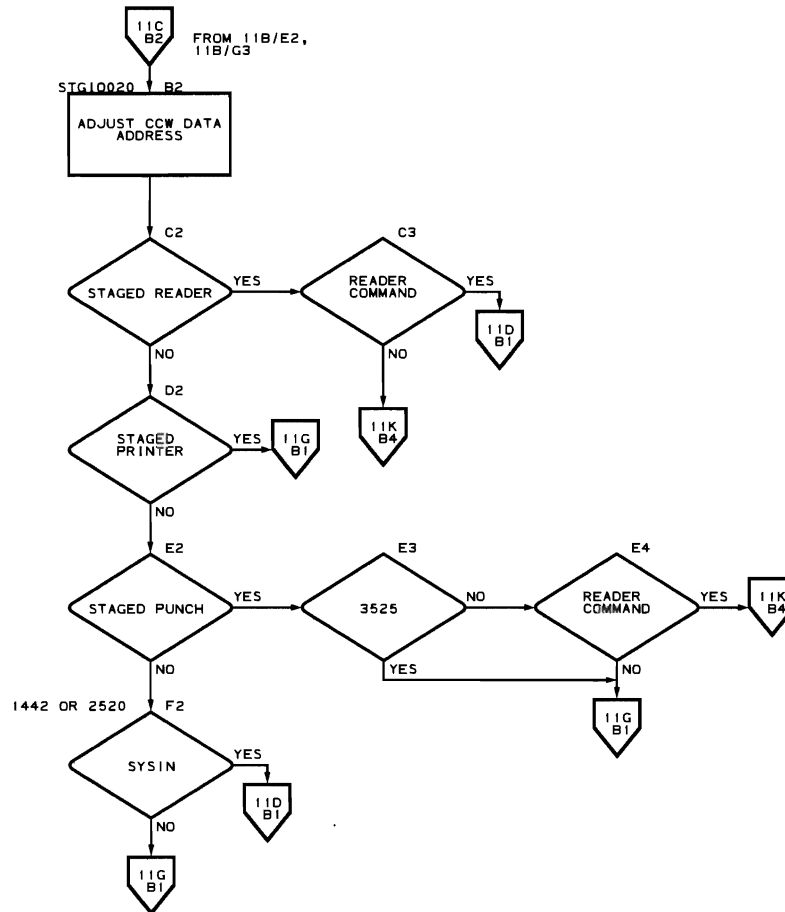 11C
B2
FROM 11B/E2,
11B/G3
STGIO020 B2
ADJUST CCW DATA
ADDRESS
C2
C3
STAGED READER
YES
READER
COMMAND
YES
11D
B1
NO
NO
D2
11K
B4
STAGED
PRINTER
YES
11G
B1
NO
E2
E3
E4
STAGED PUNCH
YES
3525
NO
READER
COMMAND
YES
11K
B4
NO
YES
NO
1442 OR 2520
F2
11G
B1
SYSIN
YES
11D
B1
NO
11G
B1